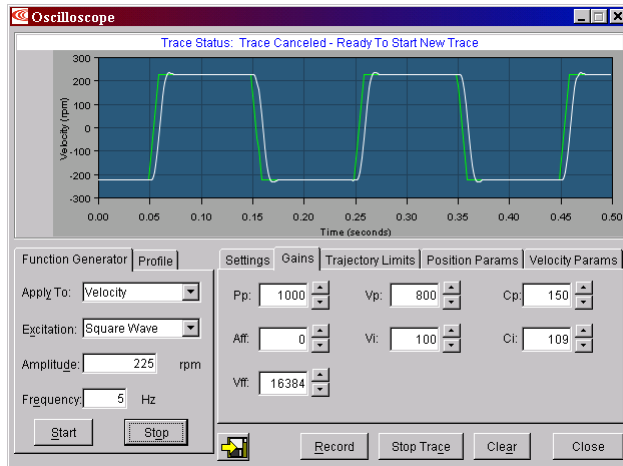 Oscilloscope
Trace Status: Trace Canceled - Ready To Start New Trace
Velocity (rpm)
300
200
100
0
-100
-200
-300
0.00 0.05 0.10 0.15 0.20 0.25 0.30 0.35 0.40 0.45 0.50
Time (seconds)
Function Generator Profile
Apply To: Velocity
Excitation: Square Wave
Amplitude: 225 rpm
Frequency: 5 Hz
Start Stop
Settings Gains Trajectory Limits Position Params Velocity Params
Pp: 1000 Vp: 800 Cp: 150
Aff: 0 Vi: 100 Ci: 109
Vff: 16384
Record Stop Trace Clear Close